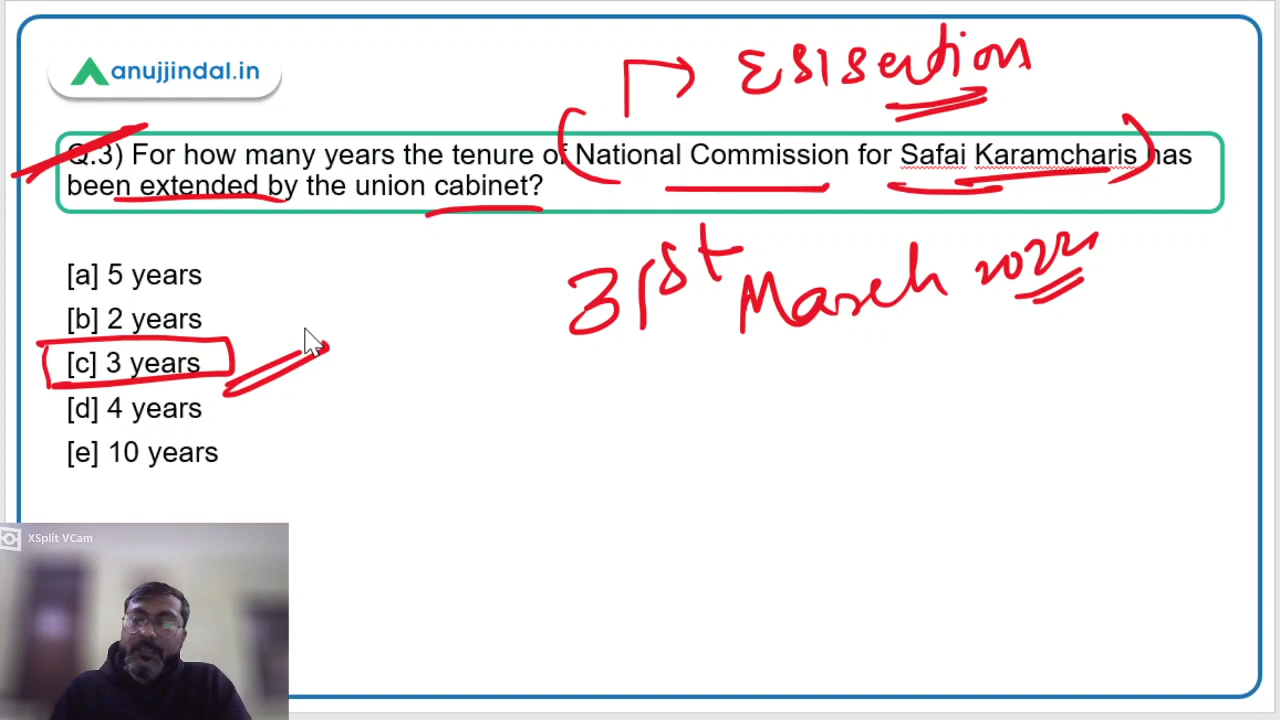 anujjindal.in
ESI section
Q.3) For how many years the tenure of National Commission for Safai Karamcharis has
been extended by the union cabinet?
31st March 2022
[a] 5 years
[b] 2 years
[c] 3 years
[d] 4 years
[e] 10 years
XSplit VCam